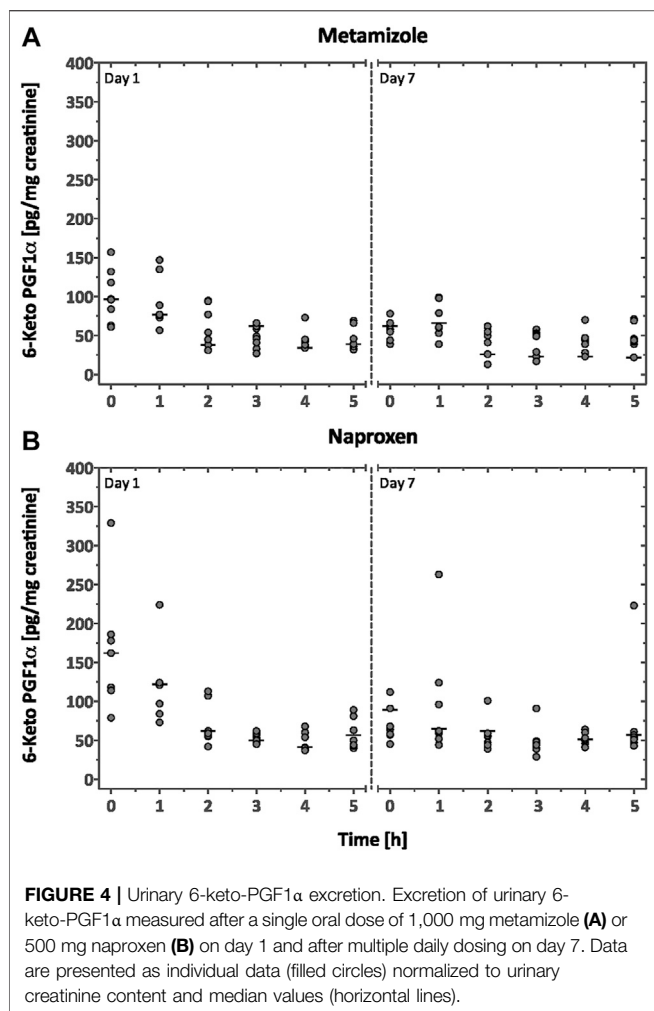 A
Metamizole
6-Keto PGF1α [pg/mg creatinine]
400
350
300
250
200
150
100
50
0
Day 1
Day 7
0 1 2 3 4 5 0 1 2 3 4 5
B
Naproxen
6-Keto PGF1α [pg/mg creatinine]
400
350
300
250
200
150
100
50
0
Day 1
Day 7
0 1 2 3 4 5 0 1 2 3 4 5
Time [h]
FIGURE 4 | Urinary 6-keto-PGF1α excretion. Excretion of urinary 6-
keto-PGF1α measured after a single oral dose of 1,000 mg metamizole (A) or
500 mg naproxen (B) on day 1 and after multiple daily dosing on day 7. Data
are presented as individual data (filled circles) normalized to urinary
creatinine content and median values (horizontal lines).